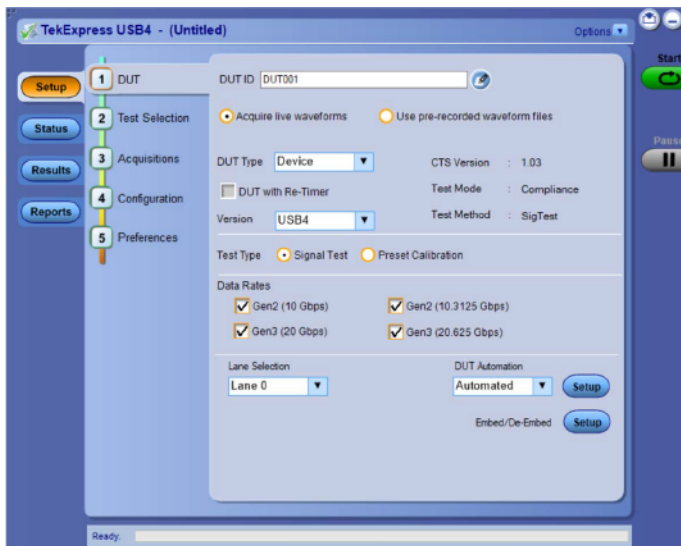 TekExpress USB4 - (Untitled)
Options
Start
Pause
Setup
Status
Results
Reports
1 DUT
2 Test Selection
3 Acquisitions
4 Configuration
5 Preferences
DUT ID DUT001
Acquire live waveforms Use pre-recorded waveform files
DUT Type Device CTS Version : 1.03
DUT with Re-Timer Test Mode : Compliance
Version USB4 Test Method : SigTest
Test Type Signal Test Preset Calibration
Data Rates
Gen2 (10 Gbps) Gen2 (10.3125 Gbps)
Gen3 (20 Gbps) Gen3 (20.625 Gbps)
Lane Selection DUT Automation
Lane 0 Automated Setup
Embed/De-Embed Setup
Ready.